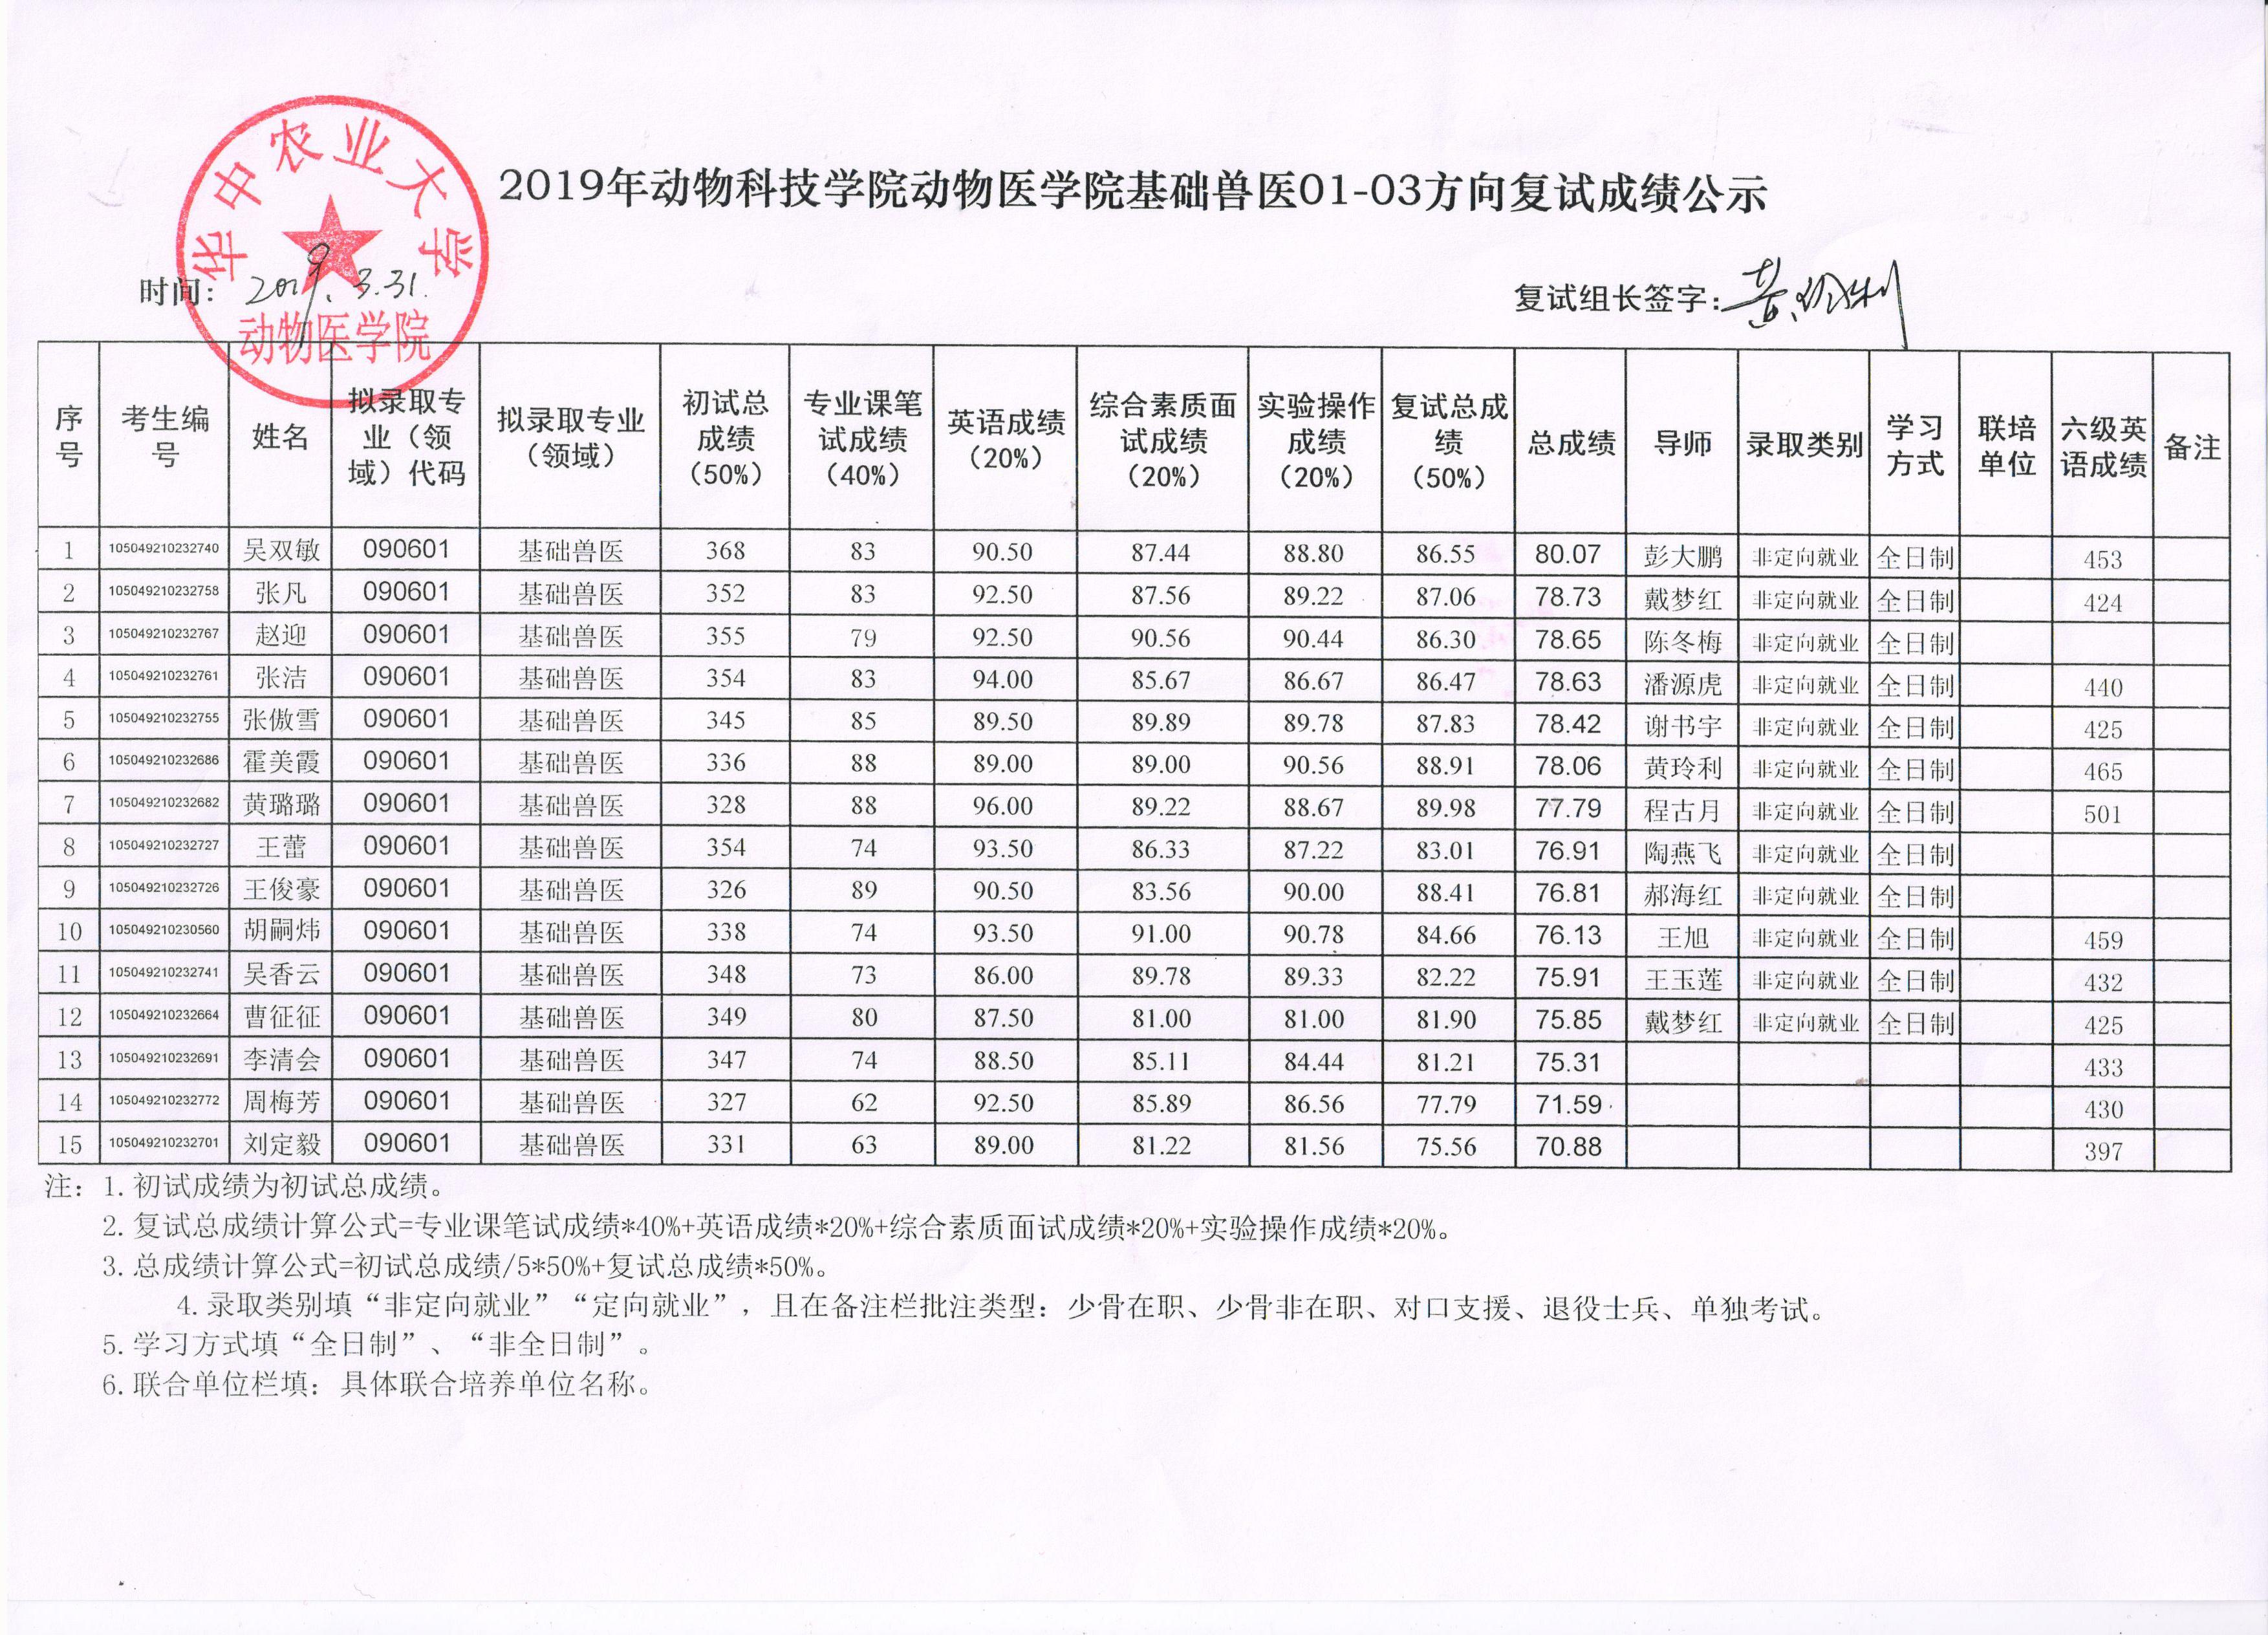 华中农业大学
动物医学院
2019年动物科技学院动物医学院基础兽医01-03方向复试成绩公示
时间: 2019.3.31.
复试组长签字:黄玲利
序号 考生编号 姓名 拟录取专业（领域）代码 拟录取专业（领域） 初试总成绩（50%） 专业课笔试成绩（40%） 英语成绩（20%） 综合素质面试成绩（20%） 实验操作成绩（20%） 复试总成绩（50%） 总成绩 导师 录取类别 学习方式 联培单位 六级英语成绩 备注
1 105049210232740 吴双敏 090601 基础兽医 368 83 90.50 87.44 88.80 86.55 80.07 彭大鹏 非定向就业 全日制 453
2 105049210232758 张凡 090601 基础兽医 352 83 92.50 87.56 89.22 87.06 78.73 戴梦红 非定向就业 全日制 424
3 105049210232767 赵迎 090601 基础兽医 355 79 92.50 90.56 90.44 86.30 78.65 陈冬梅 非定向就业 全日制
4 105049210232761 张洁 090601 基础兽医 354 83 94.00 85.67 86.67 86.47 78.63 潘源虎 非定向就业 全日制 440
5 105049210232755 张傲雪 090601 基础兽医 345 85 89.50 89.89 89.78 87.83 78.42 谢书宇 非定向就业 全日制 425
6 105049210232686 霍美霞 090601 基础兽医 336 88 89.00 89.00 90.56 88.91 78.06 黄玲利 非定向就业 全日制 465
7 105049210232682 黄璐璐 090601 基础兽医 328 88 96.00 89.22 88.67 89.98 77.79 程古月 非定向就业 全日制 501
8 105049210232727 王蕾 090601 基础兽医 354 74 93.50 86.33 87.22 83.01 76.91 陶燕飞 非定向就业 全日制
9 105049210232726 王俊豪 090601 基础兽医 326 89 90.50 83.56 90.00 88.41 76.81 郝海红 非定向就业 全日制
10 105049210230560 胡嗣炜 090601 基础兽医 338 74 93.50 91.00 90.78 84.66 76.13 王旭 非定向就业 全日制 459
11 105049210232741 吴香云 090601 基础兽医 348 73 86.00 89.78 89.33 82.22 75.91 王玉莲 非定向就业 全日制 432
12 105049210232664 曹征征 090601 基础兽医 349 80 87.50 81.00 81.00 81.90 75.85 戴梦红 非定向就业 全日制 425
13 105049210232691 李清会 090601 基础兽医 347 74 88.50 85.11 84.44 81.21 75.31 433
14 105049210232772 周梅芳 090601 基础兽医 327 62 92.50 85.89 86.56 77.79 71.59 430
15 105049210232701 刘定毅 090601 基础兽医 331 63 89.00 81.22 81.56 75.56 70.88 397
注: 1.初试成绩为初试总成绩。
2.复试总成绩计算公式=专业课笔试成绩*40%+英语成绩*20%+综合素质面试成绩*20%+实验操作成绩*20%。
3.总成绩计算公式=初试总成绩/5*50%+复试总成绩*50%。
4.录取类别填“非定向就业”“定向就业”，且在备注栏批注类型：少骨在职、少骨非在职、对口支援、退役士兵、单独考试。
5.学习方式填“全日制”、“非全日制”。
6.联合单位栏填：具体联合培养单位名称。